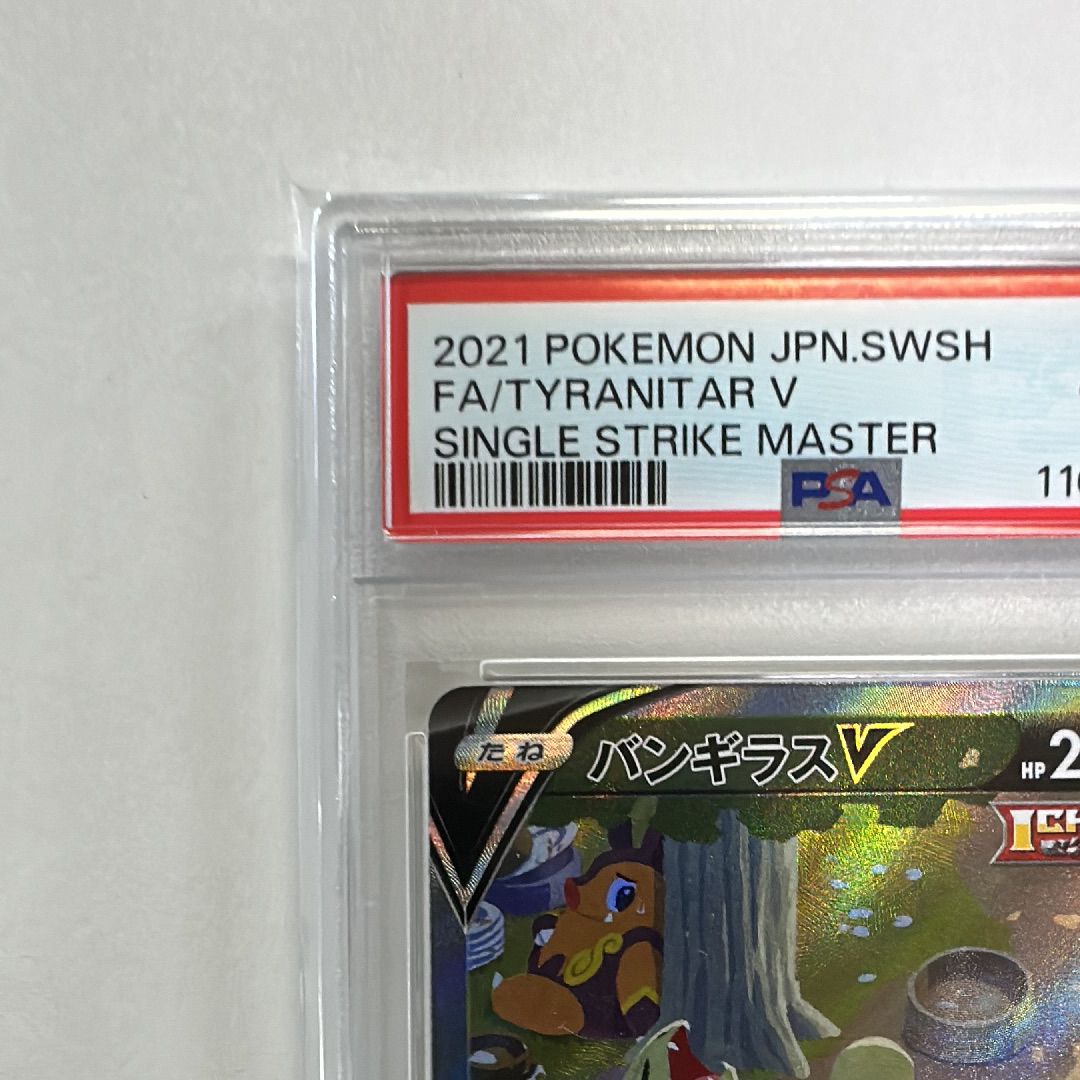 2021 POKEMON JPN.SWSH
FA/TYRANITAR V
SINGLE STRIKE MASTER
PSA
たね
バンギラスV
HP